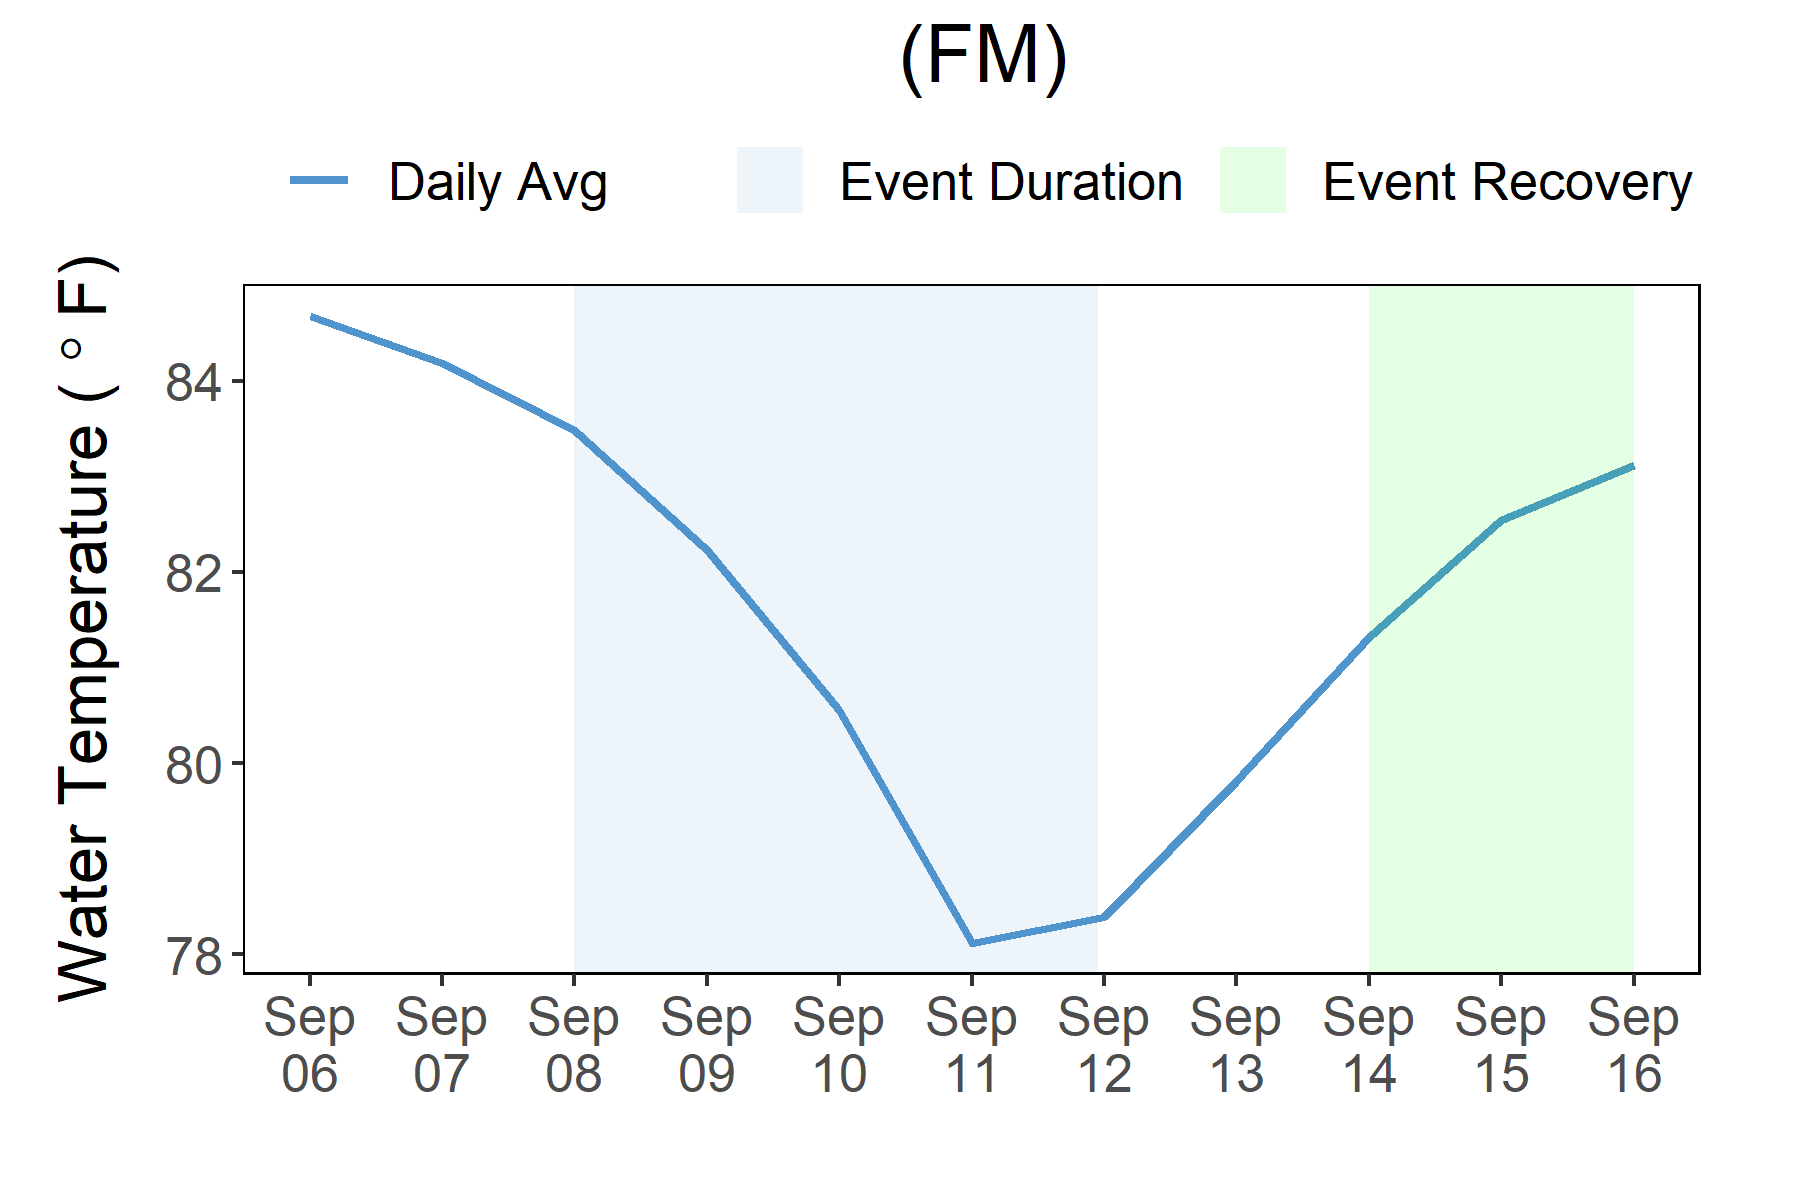 (FM)
Daily Avg Event Duration Event Recovery
Water Temperature ( ° F)
84
82
80
78
Sep Sep Sep Sep Sep Sep Sep Sep Sep Sep Sep
06 07 08 09 10 11 12 13 14 15 16